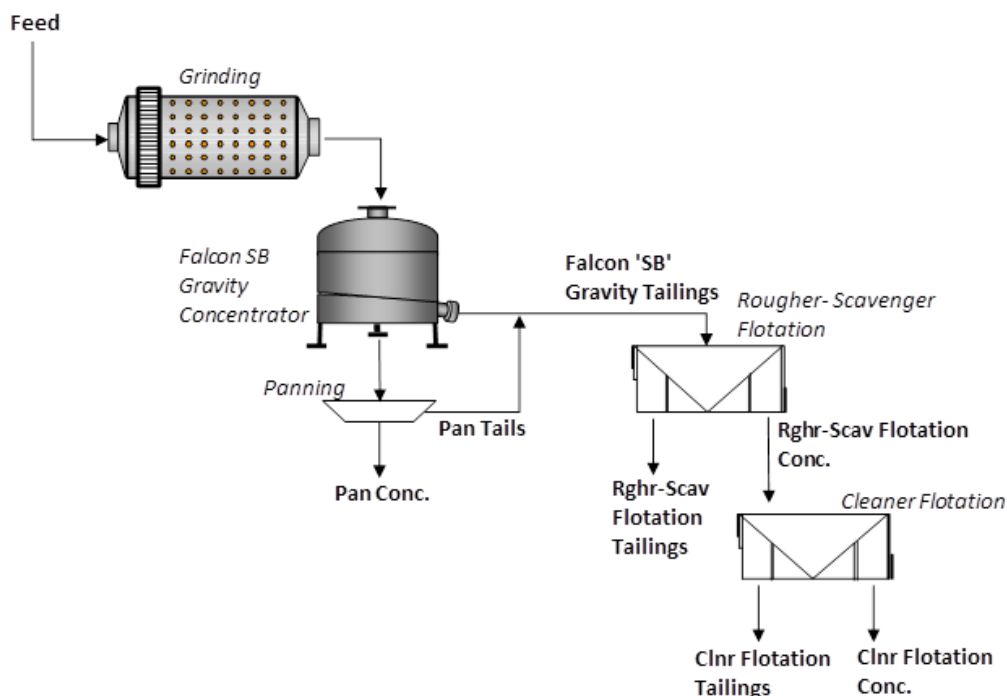 Feed
Grinding
Falcon SB
Gravity
Concentrator
Falcon 'SB'
Gravity Tailings
Rougher- Scavenger
Flotation
Panning
Pan Tails
Pan Conc.
Rghr-Scav Flotation
Conc.
Rghr-Scav
Flotation
Tailings
Cleaner Flotation
Clnr Flotation
Tailings
Clnr Flotation
Conc.